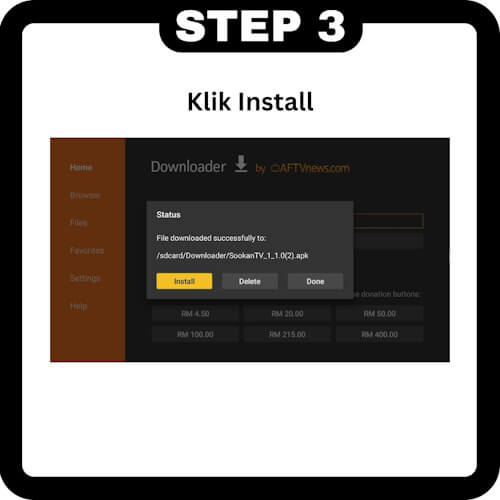 STEP 3
Klik Install
Home
Downloader by AFTVnews.com
Browser
Status
File downloaded successfully to:
Files
/sdcard/Downloader/SookanTV_1_1.0(2).apk
Favorites
Settings
Install Delete Done
e donation buttons:
Help
RM 4.50 RM 20.00 RM 50.00
RM 100.00 RM 215.00 RM 400.00